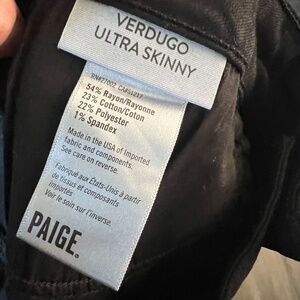 VERDUGO
ULTRA SKINNY
54% Rayon/Rayonne
23% Cotton/Coton
22% Polyester
1% Spandex
Made in the USA of imported
fabric and components.
See care on reverse.
Fabriqué aux États-Unis à partir
de tissus et composants
importés
Voir le soin sur l'inverse.
PAIGE.